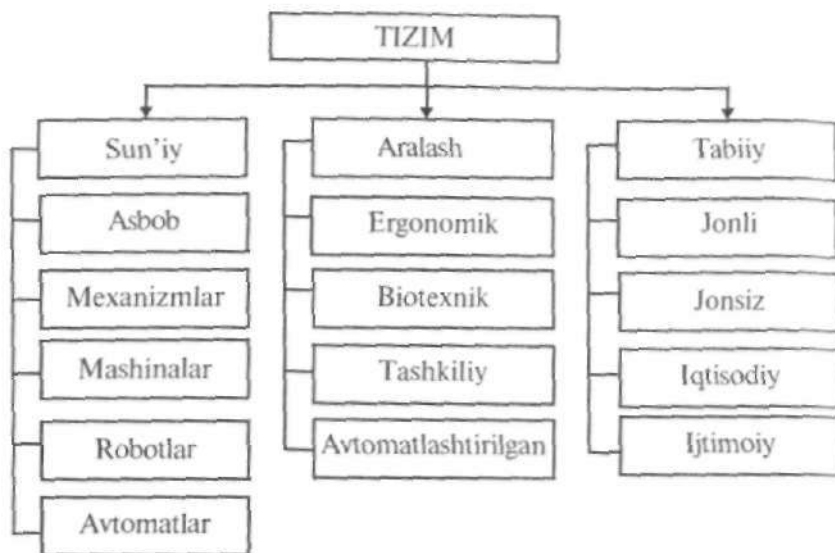 TIZIM
Sun'iy
Asbob
Mexanizmlar
Mashinalar
Robotlar
Avtomatlar
Aralash
Ergonomik
Biotexnik
Tashkiliy
Avtomatlashtirilgan
Tabiiy
Jonli
Jonsiz
Iqtisodiy
Ijtimoiy